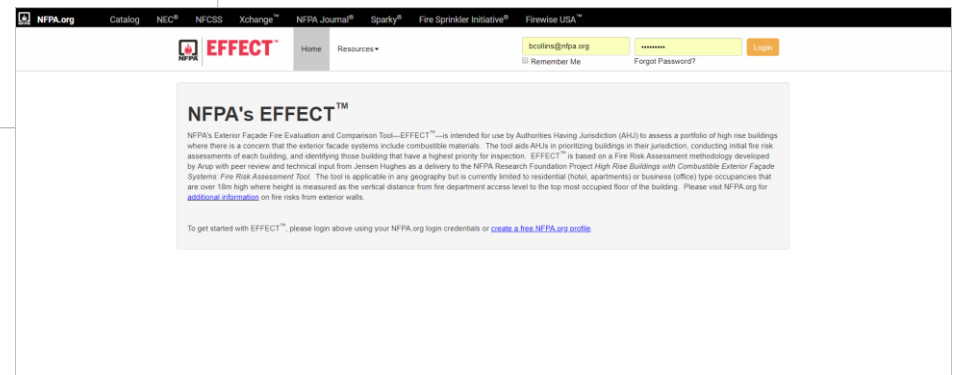 NFPA NFPA.org Catalog NEC® NFCSS Xchange™ NFPA Journal® Sparky® Fire Sprinkler Initiative® Firewise USA™
NFPA EFFECT™ Home Resources bcollins@nfpa.org ••••••••• Login
Remember Me Forgot Password?
NFPA's EFFECT™
NFPA's Exterior Façade Fire Evaluation and Comparison Tool—EFFECT™—is intended for use by Authorities Having Jurisdiction (AHJ) to assess a portfolio of high rise buildings
where there is a concern that the exterior facade systems include combustible materials. The tool aids AHJs in prioritizing buildings in their jurisdiction, conducting initial fire risk
assessments of each building, and identifying those building that have a highest priority for inspection. EFFECT™ is based on a Fire Risk Assessment methodology developed
by Arup with peer review and technical input from Jensen Hughes as a delivery to the NFPA Research Foundation Project High Rise Buildings with Combustible Exterior Façade
Systems: Fire Risk Assessment Tool. The tool is applicable in any geography but is currently limited to residential (hotel, apartments) or business (office) type occupancies that
are over 18m high where height is measured as the vertical distance from fire department access level to the top most occupied floor of the building. Please visit NFPA.org for
additional information on fire risks from exterior walls.
To get started with EFFECT™, please login above using your NFPA.org login credentials or create a free NFPA.org profile.